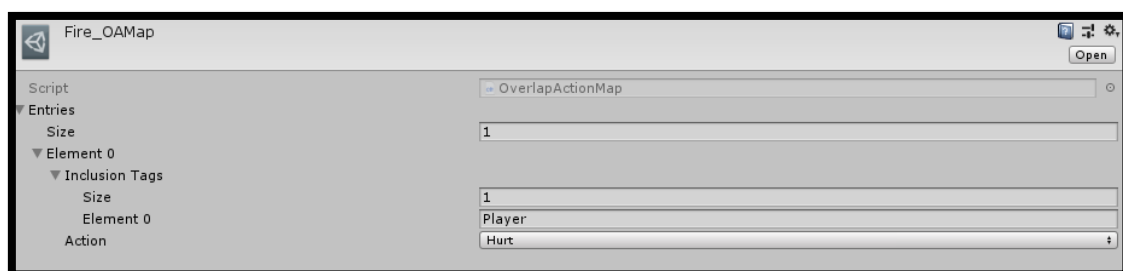 Fire_OAMap
Open
Script OverlapActionMap
Entries
Size 1
Element 0
Inclusion Tags
Size 1
Element 0 Player
Action Hurt